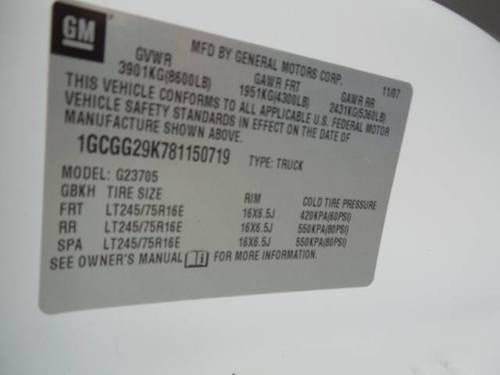 GM
MFD BY GENERAL MOTORS CORP. 11/07
GVWR GAWR FRT GAWR RR
3901KG(8600LB) 1951KG(4300LB) 2431KG(5360LB)
THIS VEHICLE CONFORMS TO ALL APPLICABLE U.S. FEDERAL MOTOR
VEHICLE SAFETY STANDARDS IN EFFECT ON THE DATE OF
MANUFACTURE SHOWN ABOVE.
1GCGG29K781150719 TYPE: TRUCK
MODEL: G23705
GBKH TIRE SIZE RIM COLD TIRE PRESSURE
FRT LT245/75R16E 16X6.5J 420KPA(60PSI)
RR LT245/75R16E 16X6.5J 550KPA(80PSI)
SPA LT245/75R16E 16X6.5J 550KPA(80PSI)
SEE OWNER'S MANUAL FOR MORE INFORMATION.